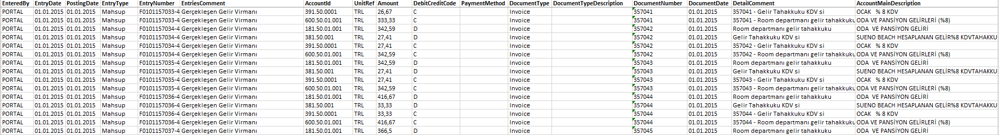 EnteredBy EntryDate PostingDate EntryType EntryNumber EntriesComment AccountId UnitRef Amount DebitCreditCode PaymentMethod DocumentType DocumentTypeDescription DocumentNumber DocumentDate DetailComment AccountMainDescription
PORTAL 01.01.2015 01.01.2015 Mahsup F0101157033-4 Gerçekleşen Gelir Virmanı 391.50.0001 TRL 26,67 C Invoice 357041 01.01.2015 357041 - Gelir Tahakkuku KDV si OCAK % 8 KDV
PORTAL 01.01.2015 01.01.2015 Mahsup F0101157033-4 Gerçekleşen Gelir Virmanı 600.50.01.001 TRL 333,33 C Invoice 357041 01.01.2015 357041 - Room departmanı gelir tahakkuku ODA VE PANSİYON GELİRLERİ (%8)
PORTAL 01.01.2015 01.01.2015 Mahsup F0101157034-4 Gerçekleşen Gelir Virmanı 181.50.01.001 TRL 342,59 D Invoice 357042 01.01.2015 Room departmanı gelir tahakkuku ODA VE PANSİYON GELİRİ
PORTAL 01.01.2015 01.01.2015 Mahsup F0101157034-4 Gerçekleşen Gelir Virmanı 381.50.001 TRL 27,41 D Invoice 357042 01.01.2015 Gelir Tahakkuku KDV si SUENO BEACH HESAPLANAN GELİR%8 KDVTAHAKKU
PORTAL 01.01.2015 01.01.2015 Mahsup F0101157034-4 Gerçekleşen Gelir Virmanı 391.50.0001 TRL 27,41 C Invoice 357042 01.01.2015 357042 - Gelir Tahakkuku KDV si OCAK % 8 KDV
PORTAL 01.01.2015 01.01.2015 Mahsup F0101157034-4 Gerçekleşen Gelir Virmanı 600.50.01.001 TRL 342,59 C Invoice 357042 01.01.2015 357042 - Room departmanı gelir tahakkuku ODA VE PANSİYON GELİRLERİ (%8)
PORTAL 01.01.2015 01.01.2015 Mahsup F0101157035-4 Gerçekleşen Gelir Virmanı 181.50.01.001 TRL 342,59 D Invoice 357043 01.01.2015 Room departmanı gelir tahakkuku ODA VE PANSİYON GELİRİ
PORTAL 01.01.2015 01.01.2015 Mahsup F0101157035-4 Gerçekleşen Gelir Virmanı 381.50.001 TRL 27,41 D Invoice 357043 01.01.2015 Gelir Tahakkuku KDV si SUENO BEACH HESAPLANAN GELİR%8 KDVTAHAKKU
PORTAL 01.01.2015 01.01.2015 Mahsup F0101157035-4 Gerçekleşen Gelir Virmanı 391.50.0001 TRL 27,41 C Invoice 357043 01.01.2015 357043 - Gelir Tahakkuku KDV si OCAK % 8 KDV
PORTAL 01.01.2015 01.01.2015 Mahsup F0101157035-4 Gerçekleşen Gelir Virmanı 600.50.01.001 TRL 342,59 C Invoice 357043 01.01.2015 357043 - Room departmanı gelir tahakkuku ODA VE PANSİYON GELİRLERİ (%8)
PORTAL 01.01.2015 01.01.2015 Mahsup F0101157036-4 Gerçekleşen Gelir Virmanı 181.50.01.001 TRL 416,67 D Invoice 357044 01.01.2015 Room departmanı gelir tahakkuku ODA VE PANSİYON GELİRİ
PORTAL 01.01.2015 01.01.2015 Mahsup F0101157036-4 Gerçekleşen Gelir Virmanı 381.50.001 TRL 33,33 D Invoice 357044 01.01.2015 Gelir Tahakkuku KDV si SUENO BEACH HESAPLANAN GELİR%8 KDVTAHAKKU
PORTAL 01.01.2015 01.01.2015 Mahsup F0101157036-4 Gerçekleşen Gelir Virmanı 391.50.0001 TRL 33,33 C Invoice 357044 01.01.2015 357044 - Gelir Tahakkuku KDV si OCAK % 8 KDV
PORTAL 01.01.2015 01.01.2015 Mahsup F0101157036-4 Gerçekleşen Gelir Virmanı 600.50.01.001 TRL 416,67 C Invoice 357044 01.01.2015 357044 - Room departmanı gelir tahakkuku ODA VE PANSİYON GELİRLERİ (%8)
PORTAL 01.01.2015 01.01.2015 Mahsup F0101157037-4 Gerçekleşen Gelir Virmanı 181.50.01.001 TRL 366,5 D Invoice 357045 01.01.2015 Room departmanı gelir tahakkuku ODA VE PANSİYON GELİRİ